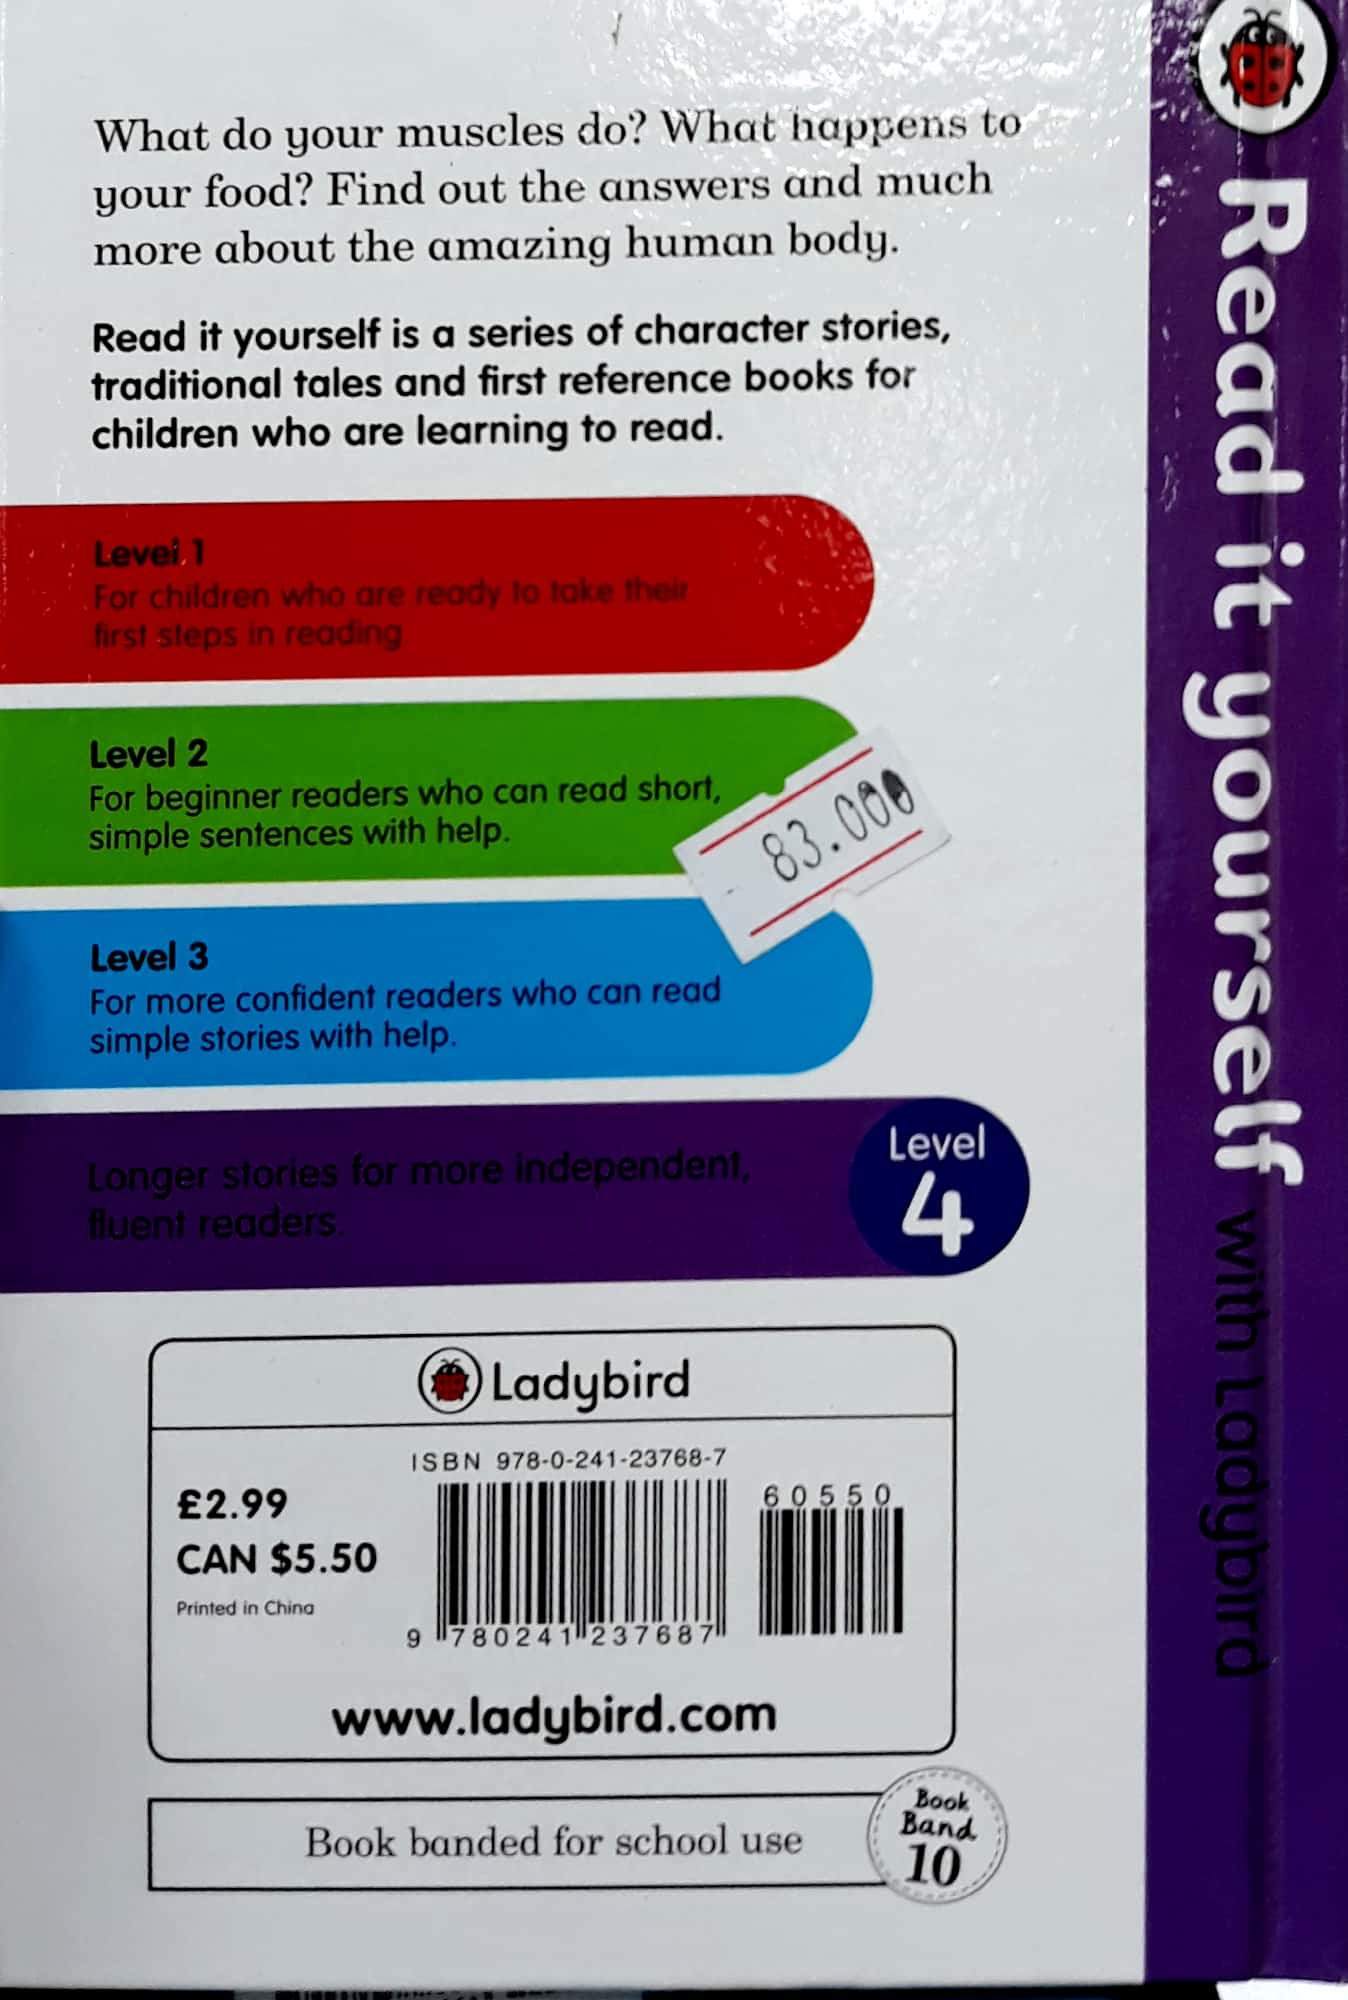 What do your muscles do? What happens to
your food? Find out the answers and much
more about the amazing human body.
Read it yourself is a series of character stories,
traditional tales and first reference books for
children who are learning to read.
Level 1
For children who are ready to take their
first steps in reading
Level 2
For beginner readers who can read short,
simple sentences with help.
83.000
Level 3
For more confident readers who can read
simple stories with help.
Longer stories for more independent,
fluent readers.
Level
4
Ladybird
ISBN 978-0-241-23768-7
60550
£2.99
CAN $5.50
Printed in China
9 780241 237687
www.ladybird.com
Book banded for school use
Book
Band
10
Read it yourself with Ladybird